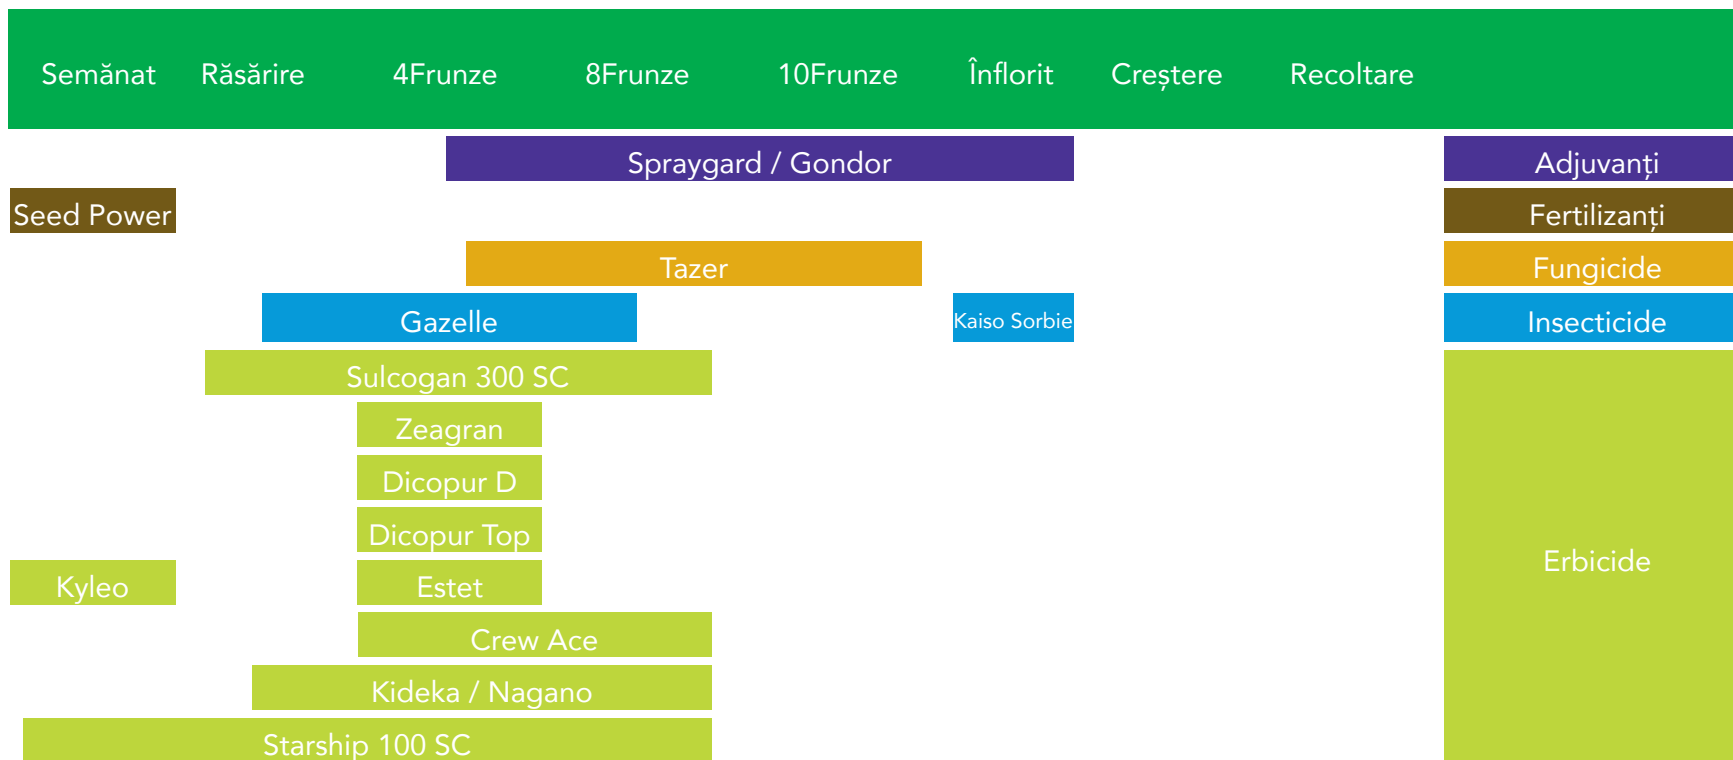 Semănat Răsărire 4Frunze 8Frunze 10Frunze Înflorit Creștere Recoltare
Spraygard / Gondor Adjuvanți
Seed Power Fertilizanți
Tazer Fungicide
Gazelle Kaiso Sorbie Insecticide
Sulcogan 300 SC
Zeagran
Dicopur D
Dicopur Top
Erbicide
Kyleo Estet
Crew Ace
Kideka / Nagano
Starship 100 SC